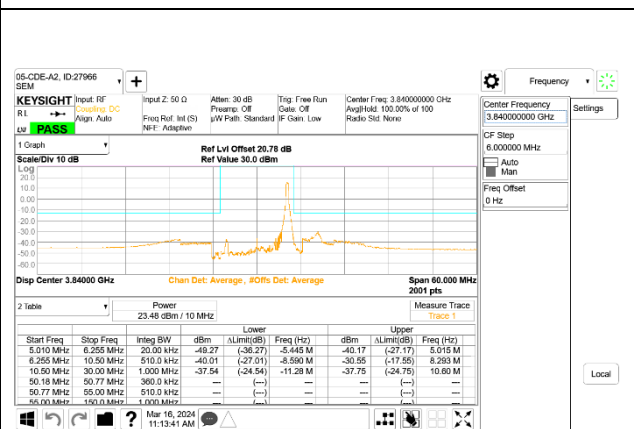 05-CDE-A2, ID:27966
SEM
KEYSIGHT Input: RF Input Z: 50 Ω Atten: 30 dB Trig: Free Run Center Freq: 3.840000000 GHz
RL Coupling: DC Preamp: Off Gate: Off Avg|Hold: 100.00% of 100
Align: Auto Freq Ref: Int (S) µW Path: Standard IF Gain: Low Radio Std: None
PASS NFE: Adaptive
1 Graph Ref Lvl Offset 20.78 dB
Scale/Div 10 dB Ref Value 30.0 dBm
Log
20.0
10.0
0.00
-10.0
-20.0
-30.0
-40.0
-50.0
-60.0
Disp Center 3.84000 GHz Chan Det: Average, #Offs Det: Average Span 60.000 MHz
2001 pts
2 Table Power Measure Trace
23.48 dBm / 10 MHz Trace 1
Lower Upper
Start Freq Stop Freq Integ BW dBm ΔLimit(dB) Freq (Hz) dBm ΔLimit(dB) Freq (Hz)
5.010 MHz 6.255 MHz 20.00 kHz -49.27 (-36.27) -5.445 M -40.17 (-27.17) 5.015 M
6.255 MHz 10.50 MHz 510.0 kHz -40.01 (-27.01) -8.590 M -30.55 (-17.55) 8.293 M
10.50 MHz 30.00 MHz 1.000 MHz -37.54 (-24.54) -11.28 M -37.75 (-24.75) 10.60 M
50.18 MHz 50.77 MHz 360.0 kHz --- (---) --- --- (---) ---
50.77 MHz 55.00 MHz 510.0 kHz --- (---) --- --- (---) ---
55.00 MHz 150.0 MHz 1.000 MHz --- (---) --- --- (---) ---
? Mar 16, 2024
11:13:41 AM
Frequency
Center Frequency
3.840000000 GHz
Settings
CF Step
6.000000 MHz
Auto
Man
Freq Offset
0 Hz
Local